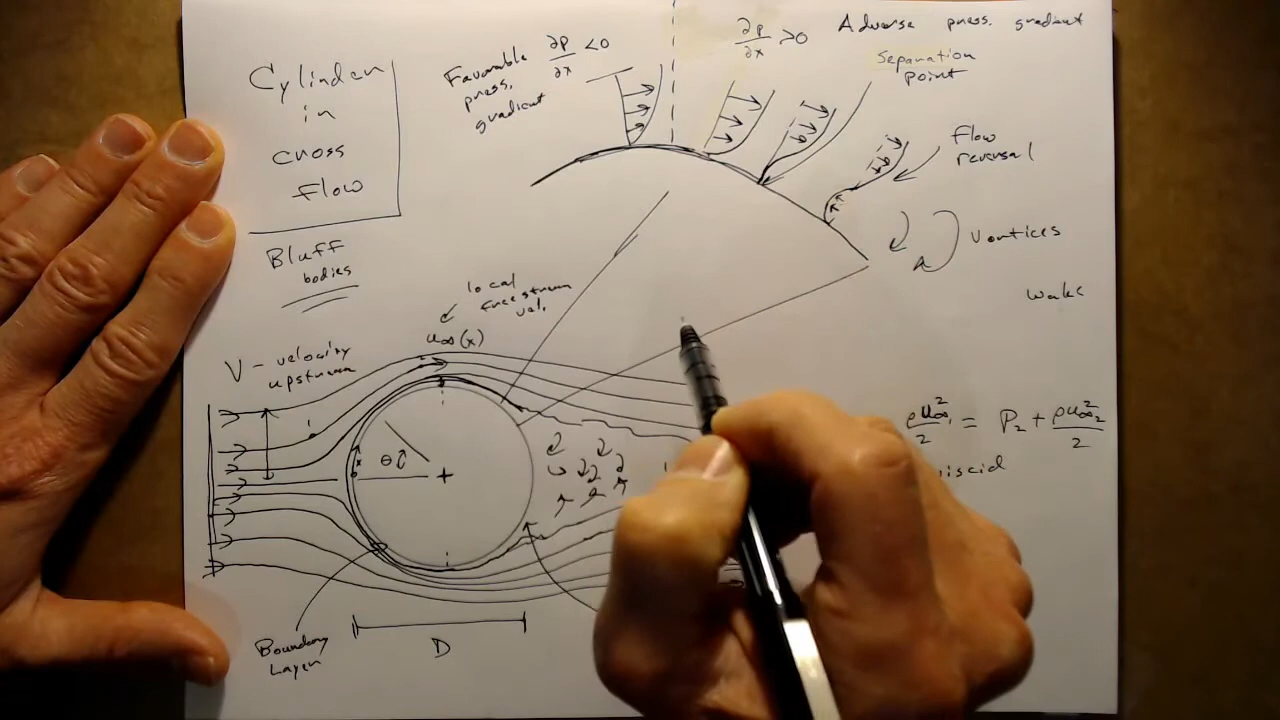 Cylinder
in
cross
flow
Bluff
bodies
Favorable
press.
gradient
∂p/∂x <0
∂p/∂x >0
Adverse press. gradient
Separation
point
flow
reversal
Vortices
wake
local
free stream
vel.
u∞(x)
V - velocity
upstream
θ
x
Boundary
Layer
D
ρu∞₁²/2 = P₂ + ρu∞₂²/2
iscid